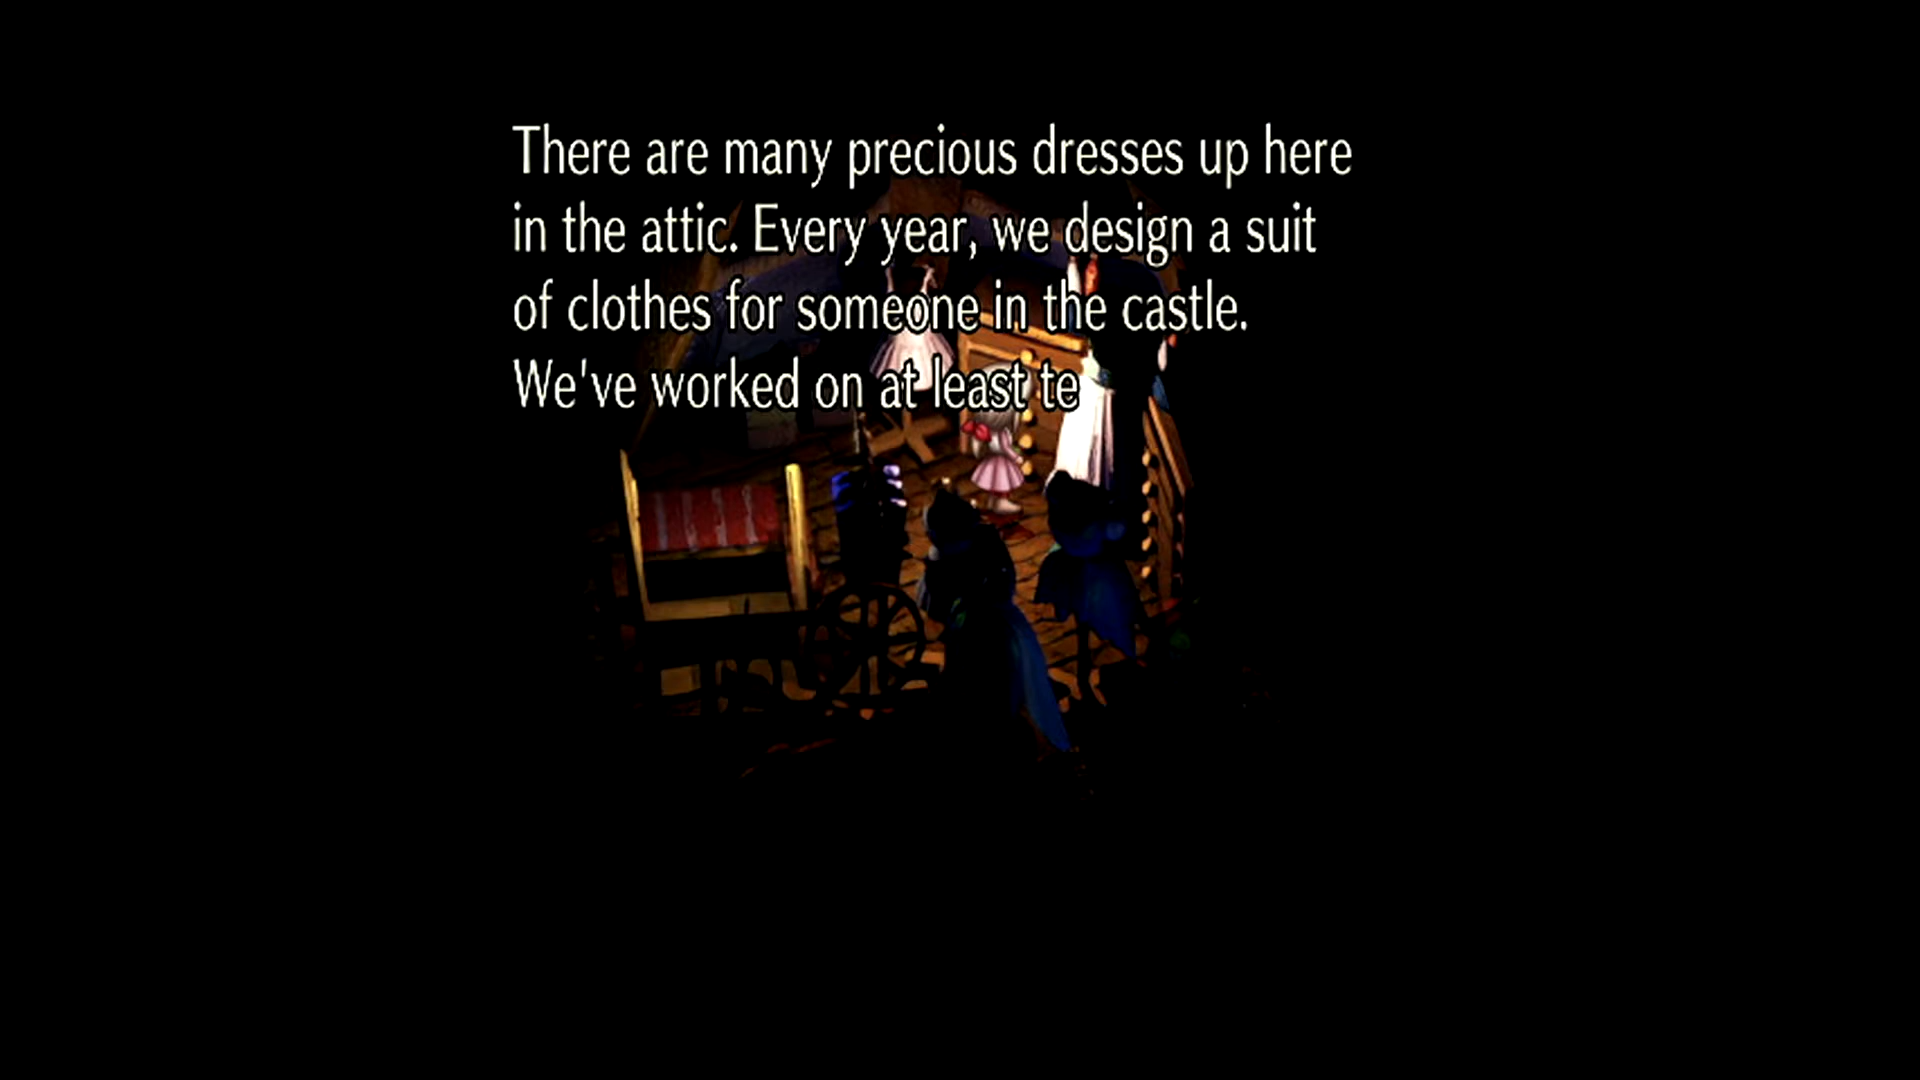 There are many precious dresses up here
in the attic. Every year, we design a suit
of clothes for someone in the castle.
We've worked on at least te